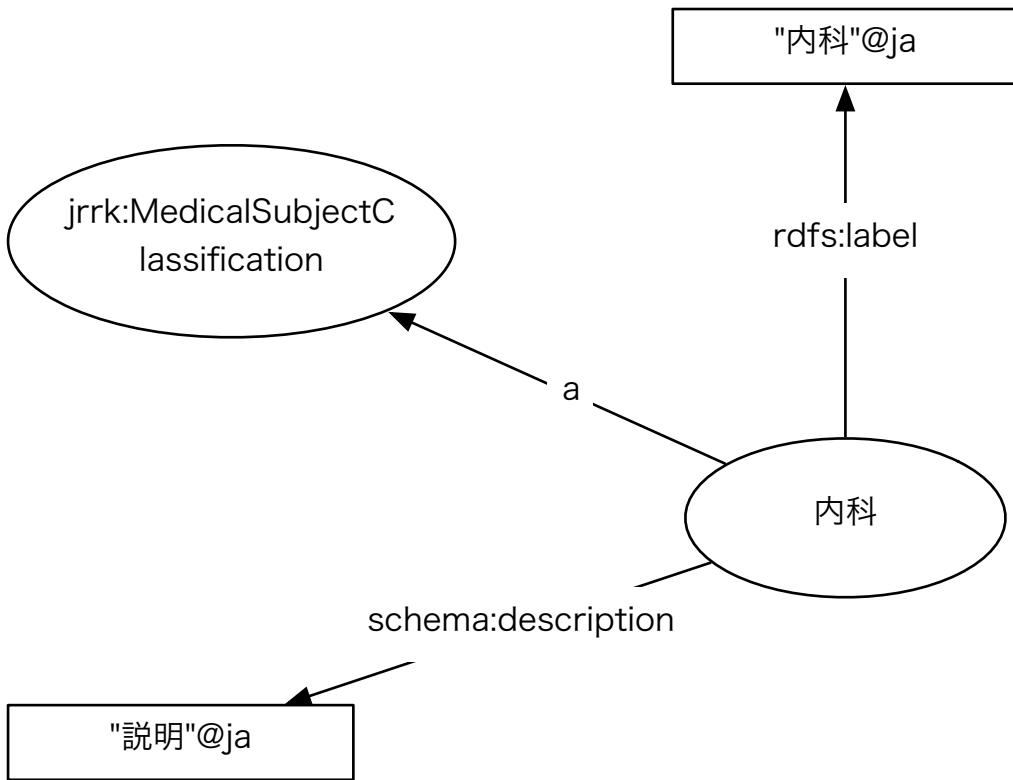 "内科"@ja
jrrk:MedicalSubjectC
lassification
rdfs:label
a
内科
schema:description
"説明"@ja